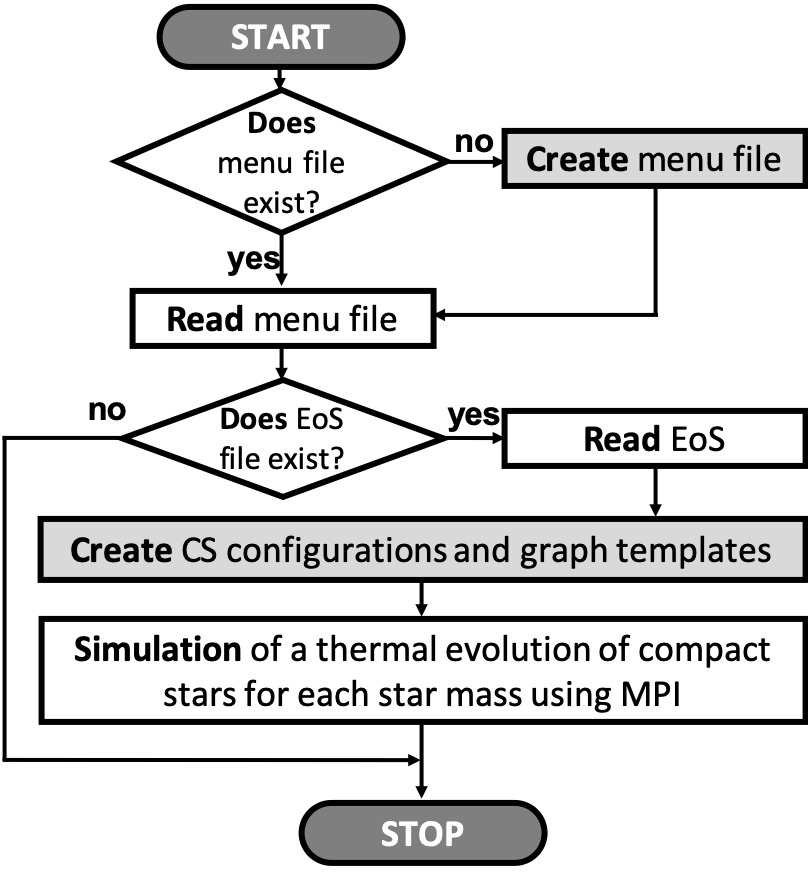 START
Does
menu file
exist?
no
Create menu file
yes
Read menu file
no
Does EoS
file exist?
yes
Read EoS
Create CS configurations and graph templates
Simulation of a thermal evolution of compact
stars for each star mass using MPI
STOP